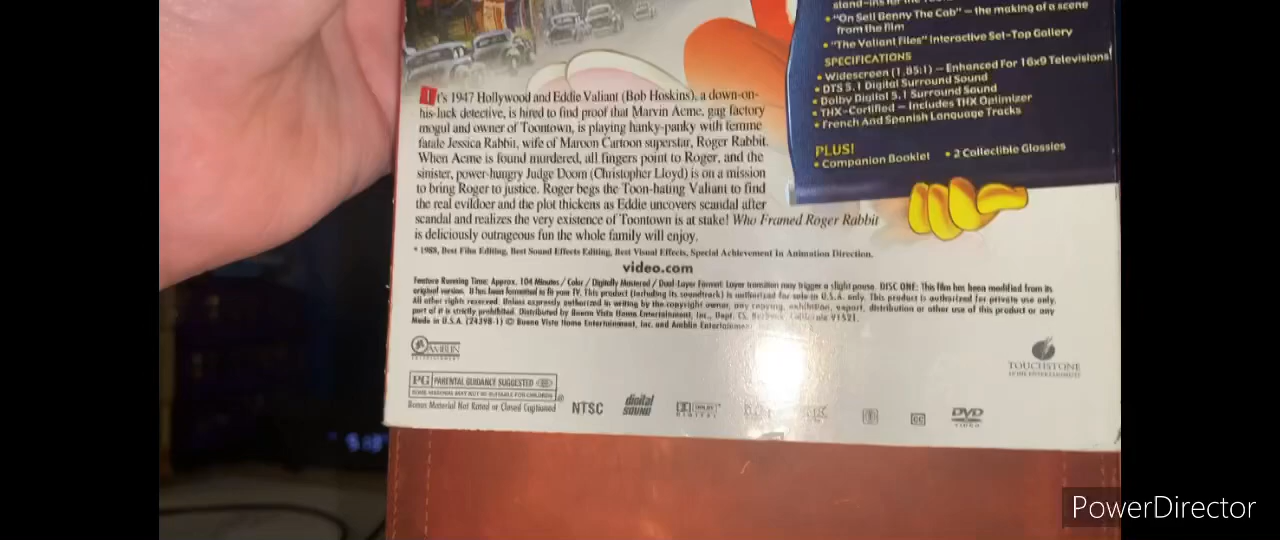 It's 1947 Hollywood and Eddie Valiant (Bob Hoskins), a down-on-
his-luck detective, is hired to find proof that Marvin Acme, gag factory
mogul and owner of Toontown, is playing hanky-panky with femme
fatale Jessica Rabbit, wife of Maroon Cartoon superstar, Roger Rabbit.
When Acme is found murdered, all fingers point to Roger, and the
sinister, power-hungry Judge Doom (Christopher Lloyd) is on a mission
to bring Roger to justice. Roger begs the Toon-hating Valiant to find
the real evildoer and the plot thickens as Eddie uncovers scandal after
scandal and realizes the very existence of Toontown is at stake! Who Framed Roger Rabbit
is deliciously outrageous fun the whole family will enjoy.
* 1988, Best Film Editing, Best Sound Effects Editing, Best Visual Effects, Special Achievement In Animation Direction.
video.com
• "On Set! Benny The Cab" – the making of a scene
from the film
• "The Valiant Files" Interactive Set-Top Gallery
SPECIFICATIONS
• Widescreen (1.85:1) – Enhanced For 16x9 Televisions!
• DTS 5.1 Digital Surround Sound
• Dolby Digital 5.1 Surround Sound
• THX-Certified – Includes THX Optimizer
• French And Spanish Language Tracks
PLUS!
• Companion Booklet • 2 Collectible Glossies
Feature Running Time: Approx. 104 Minutes / Color / Digitally Mastered / Dual-Layer Format: Layer transition may trigger a slight pause. DISC ONE: This film has been modified from its
original version. It has been formatted to fit your TV. This product (including its soundtrack) is authorized for sale in U.S.A. only. This product is authorized for private use only.
All other rights reserved. Unless expressly authorized in writing by the copyright owner, any copying, exhibition, export, distribution or other use of this product or any
part of it is strictly prohibited. Distributed by Buena Vista Home Entertainment, Inc., Dept. CS, Burbank, California 91521.
Made in U.S.A. (24398-1) © Buena Vista Home Entertainment, Inc. and Amblin Entertainment
AMBLIN
ENTERTAINMENT
TOUCHSTONE
HOME ENTERTAINMENT
PG PARENTAL GUIDANCE SUGGESTED
SOME MATERIAL MAY NOT BE SUITABLE FOR CHILDREN
Bonus Material Not Rated or Closed Captioned
NTSC
digital
SOUND
DIGITAL
CC
DVD
VIDEO
PowerDirector